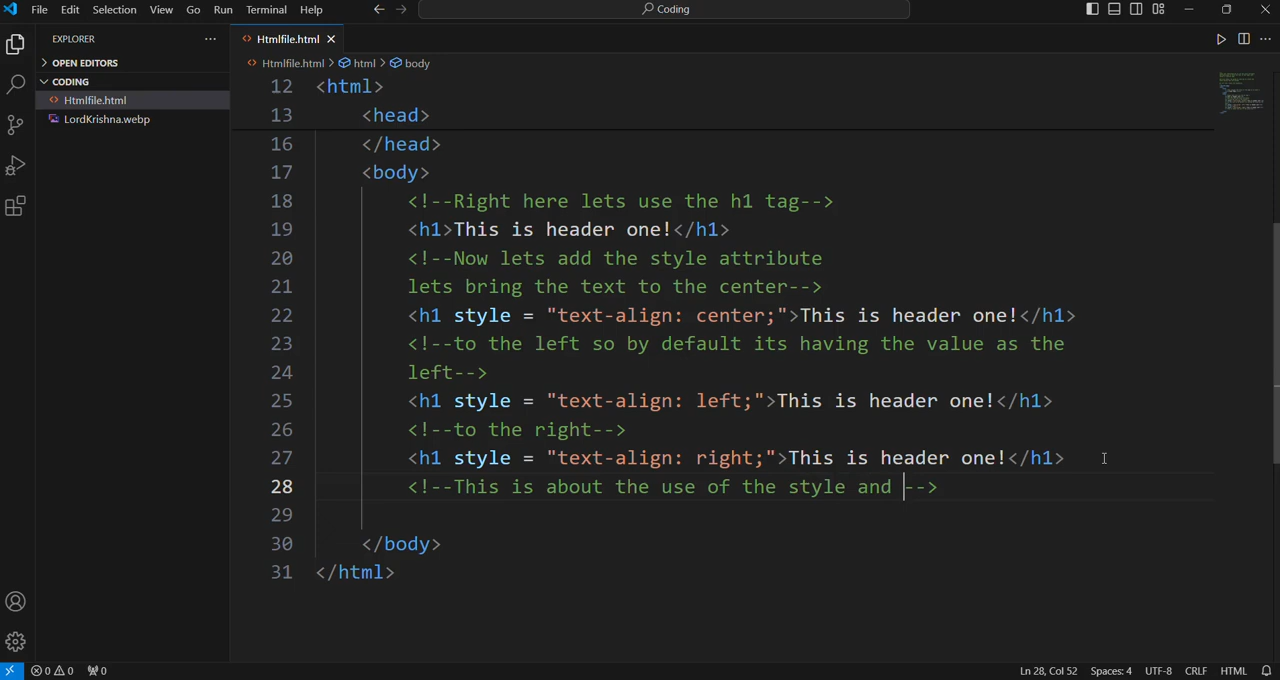 File Edit Selection View Go Run Terminal Help
Coding
EXPLORER
Htmlfile.html
OPEN EDITORS
Htmlfile.html > html > body
CODING
Htmlfile.html
LordKrishna.webp
12 <html>
13 <head>
16 </head>
17 <body>
18 <!--Right here lets use the h1 tag-->
19 <h1>This is header one!</h1>
20 <!--Now lets add the style attribute
21 lets bring the text to the center-->
22 <h1 style = "text-align: center;">This is header one!</h1>
23 <!--to the left so by default its having the value as the
24 left-->
25 <h1 style = "text-align: left;">This is header one!</h1>
26 <!--to the right-->
27 <h1 style = "text-align: right;">This is header one!</h1>
28 <!--This is about the use of the style and -->
29
30 </body>
31 </html>
0 0 0
Ln 28, Col 52 Spaces: 4 UTF-8 CRLF HTML